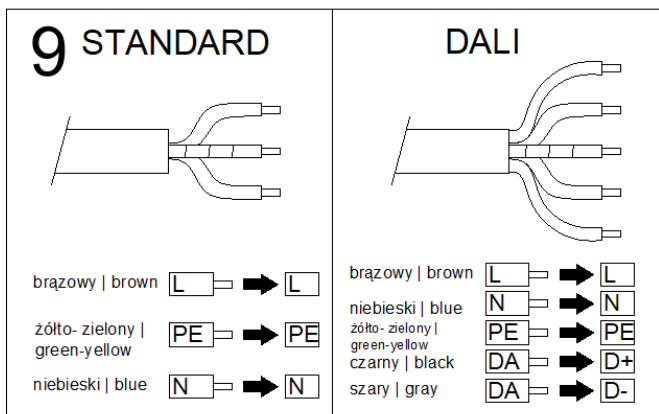 9 STANDARD
brązowy | brown L L
żółto- zielony |
green-yellow PE PE
niebieski | blue N N
DALI
brązowy | brown L L
niebieski | blue N N
żółto- zielony |
green-yellow PE PE
czarny | black DA D+
szary | gray DA D-